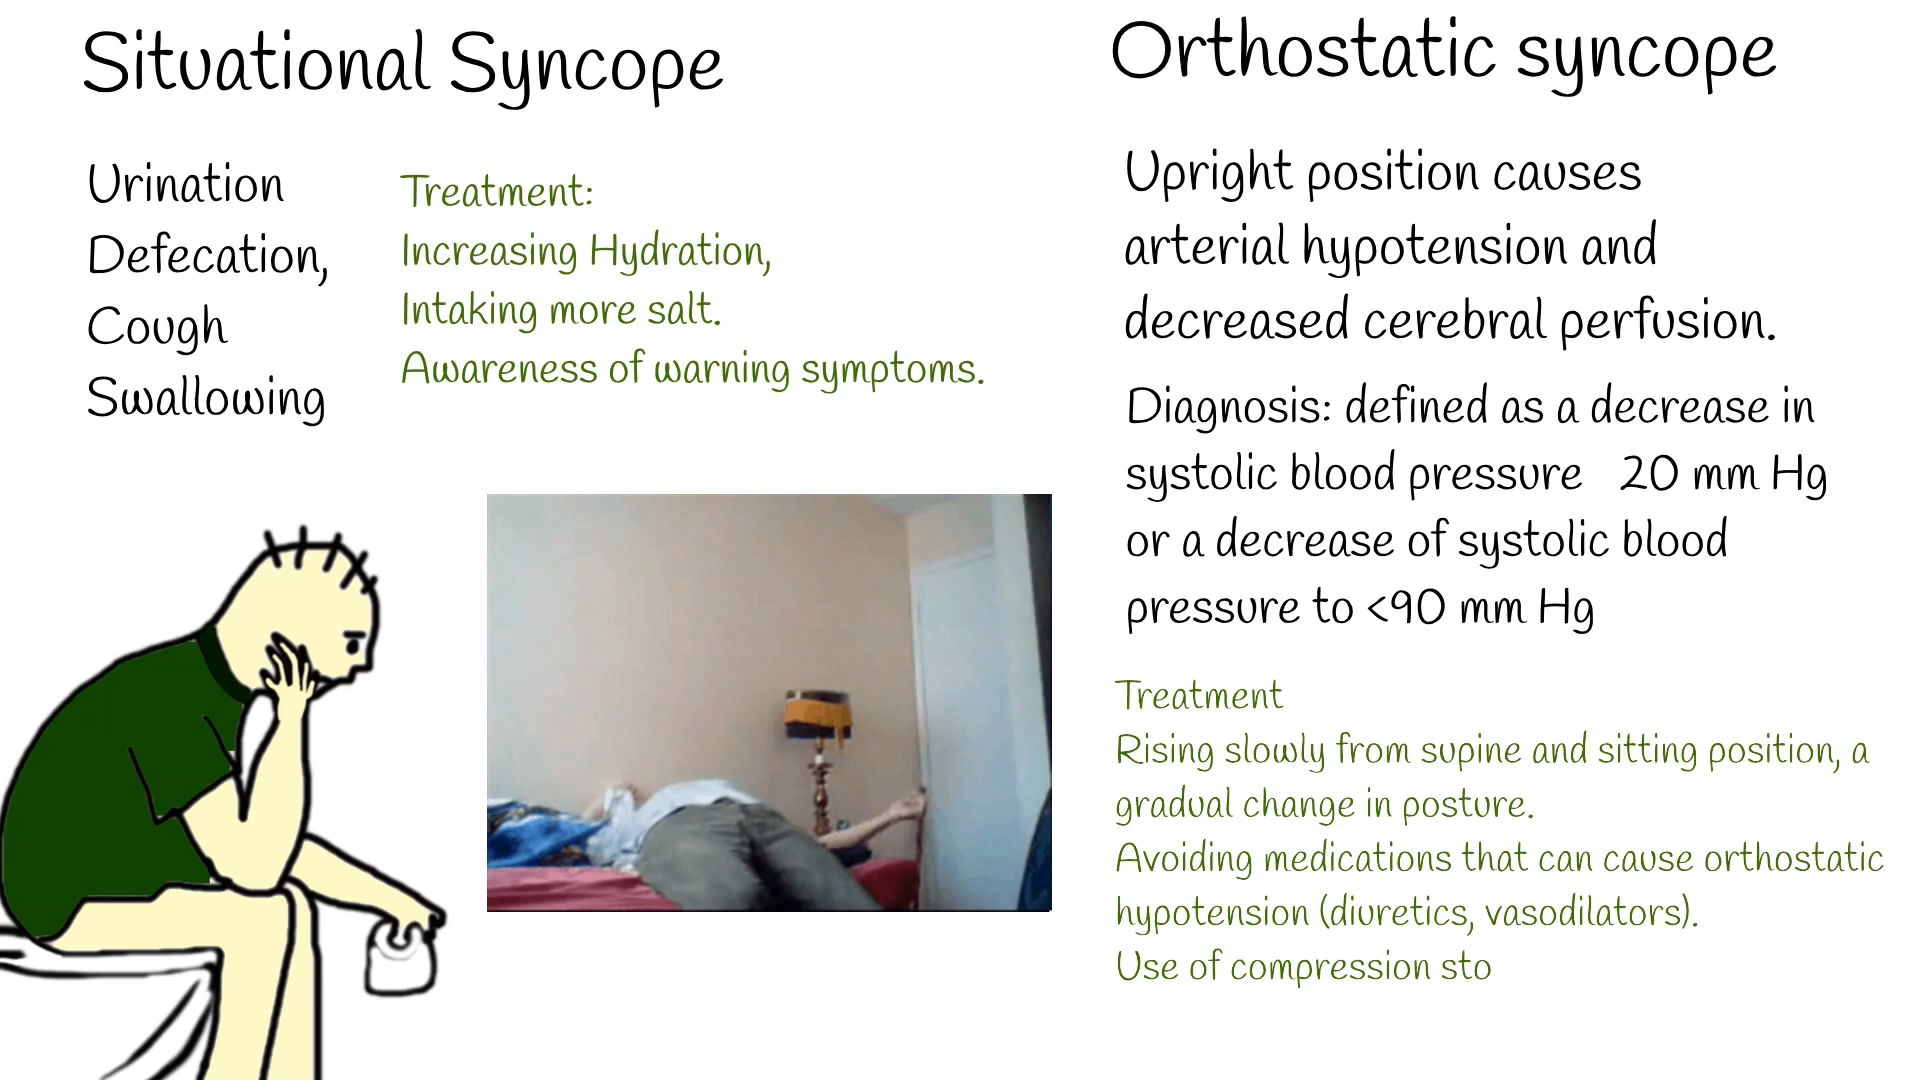 Situational Syncope
Urination
Defecation,
Cough
Swallowing
Treatment:
Increasing Hydration,
Intaking more salt.
Awareness of warning symptoms.
Orthostatic syncope
Upright position causes
arterial hypotension and
decreased cerebral perfusion.
Diagnosis: defined as a decrease in
systolic blood pressure 20 mm Hg
or a decrease of systolic blood
pressure to <90 mm Hg
Treatment
Rising slowly from supine and sitting position, a
gradual change in posture.
Avoiding medications that can cause orthostatic
hypotension (diuretics, vasodilators).
Use of compression sto